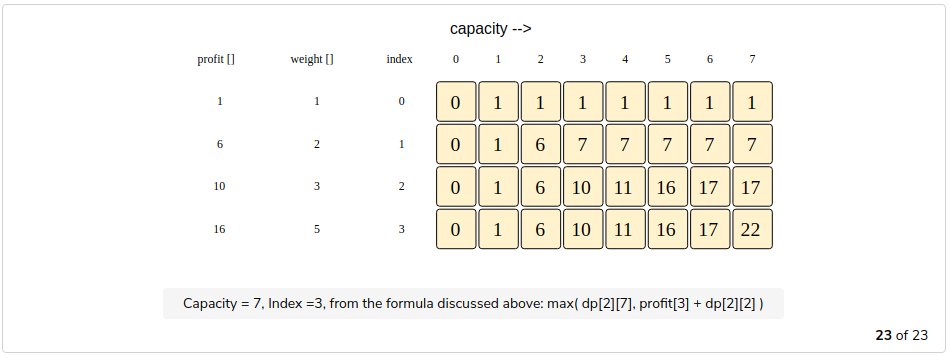 capacity -->
profit [] weight [] index 0 1 2 3 4 5 6 7
1 1 0 0 1 1 1 1 1 1 1
6 2 1 0 1 6 7 7 7 7 7
10 3 2 0 1 6 10 11 16 17 17
16 5 3 0 1 6 10 11 16 17 22
Capacity = 7, Index =3, from the formula discussed above: max( dp[2][7], profit[3] + dp[2][2] )
23 of 23